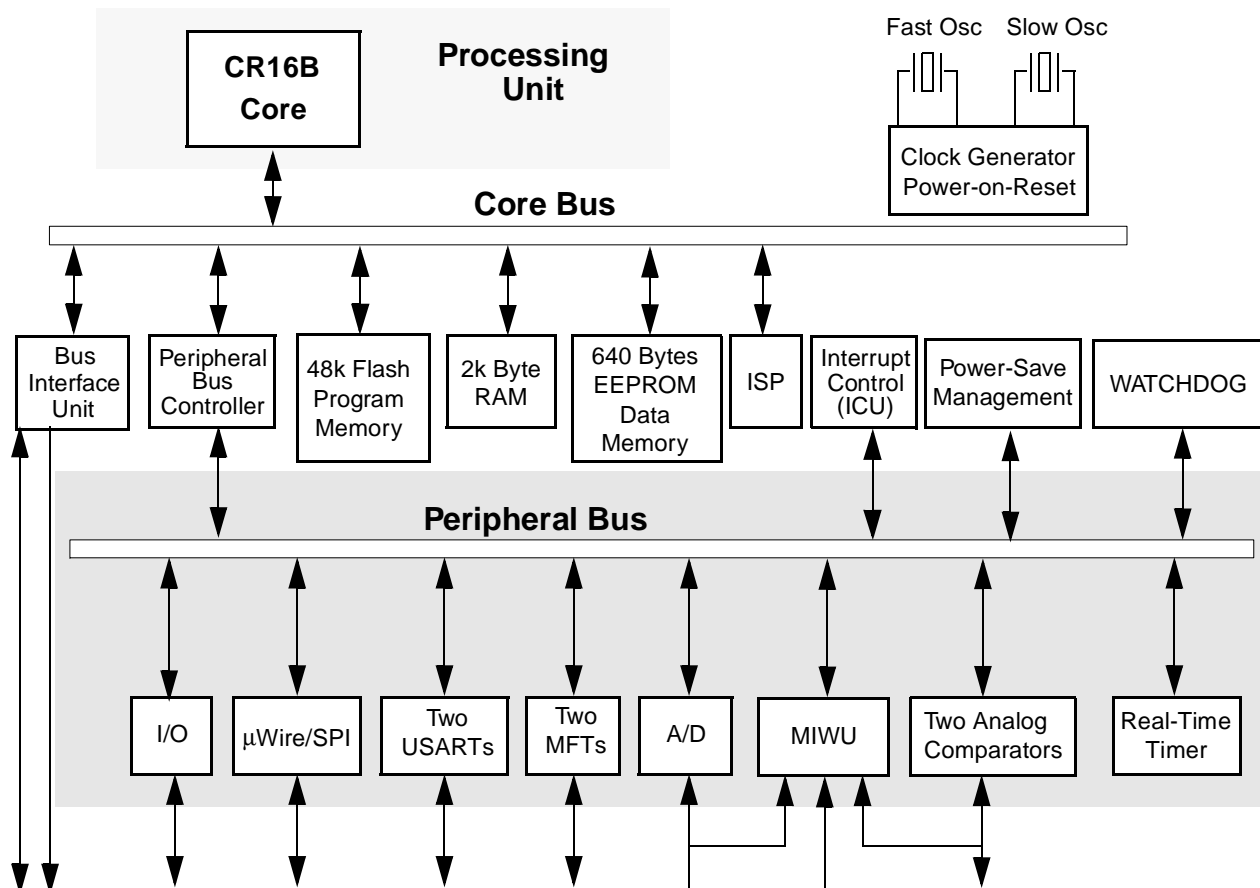 Fast Osc
Slow Osc
CR16B
Core
Processing
Unit
Clock Generator
Power-on-Reset
Core Bus
Bus
Interface
Unit
Peripheral
Bus
Controller
48k Flash
Program
Memory
2k Byte
RAM
640 Bytes
EEPROM
Data
Memory
ISP
Interrupt
Control
(ICU)
Power-Save
Management
WATCHDOG
Peripheral Bus
I/O
µWire/SPI
Two
USARTs
Two
MFTs
A/D
MIWU
Two Analog
Comparators
Real-Time
Timer